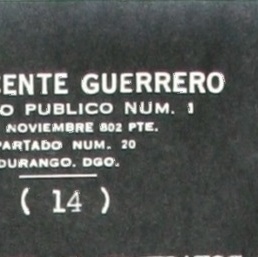 CENTE GUERRERO
O PUBLICO NUM. 1
NOVIEMBRE 802 PTE.
PARTADO NUM. 20
DURANGO, DGO.
( 14 )